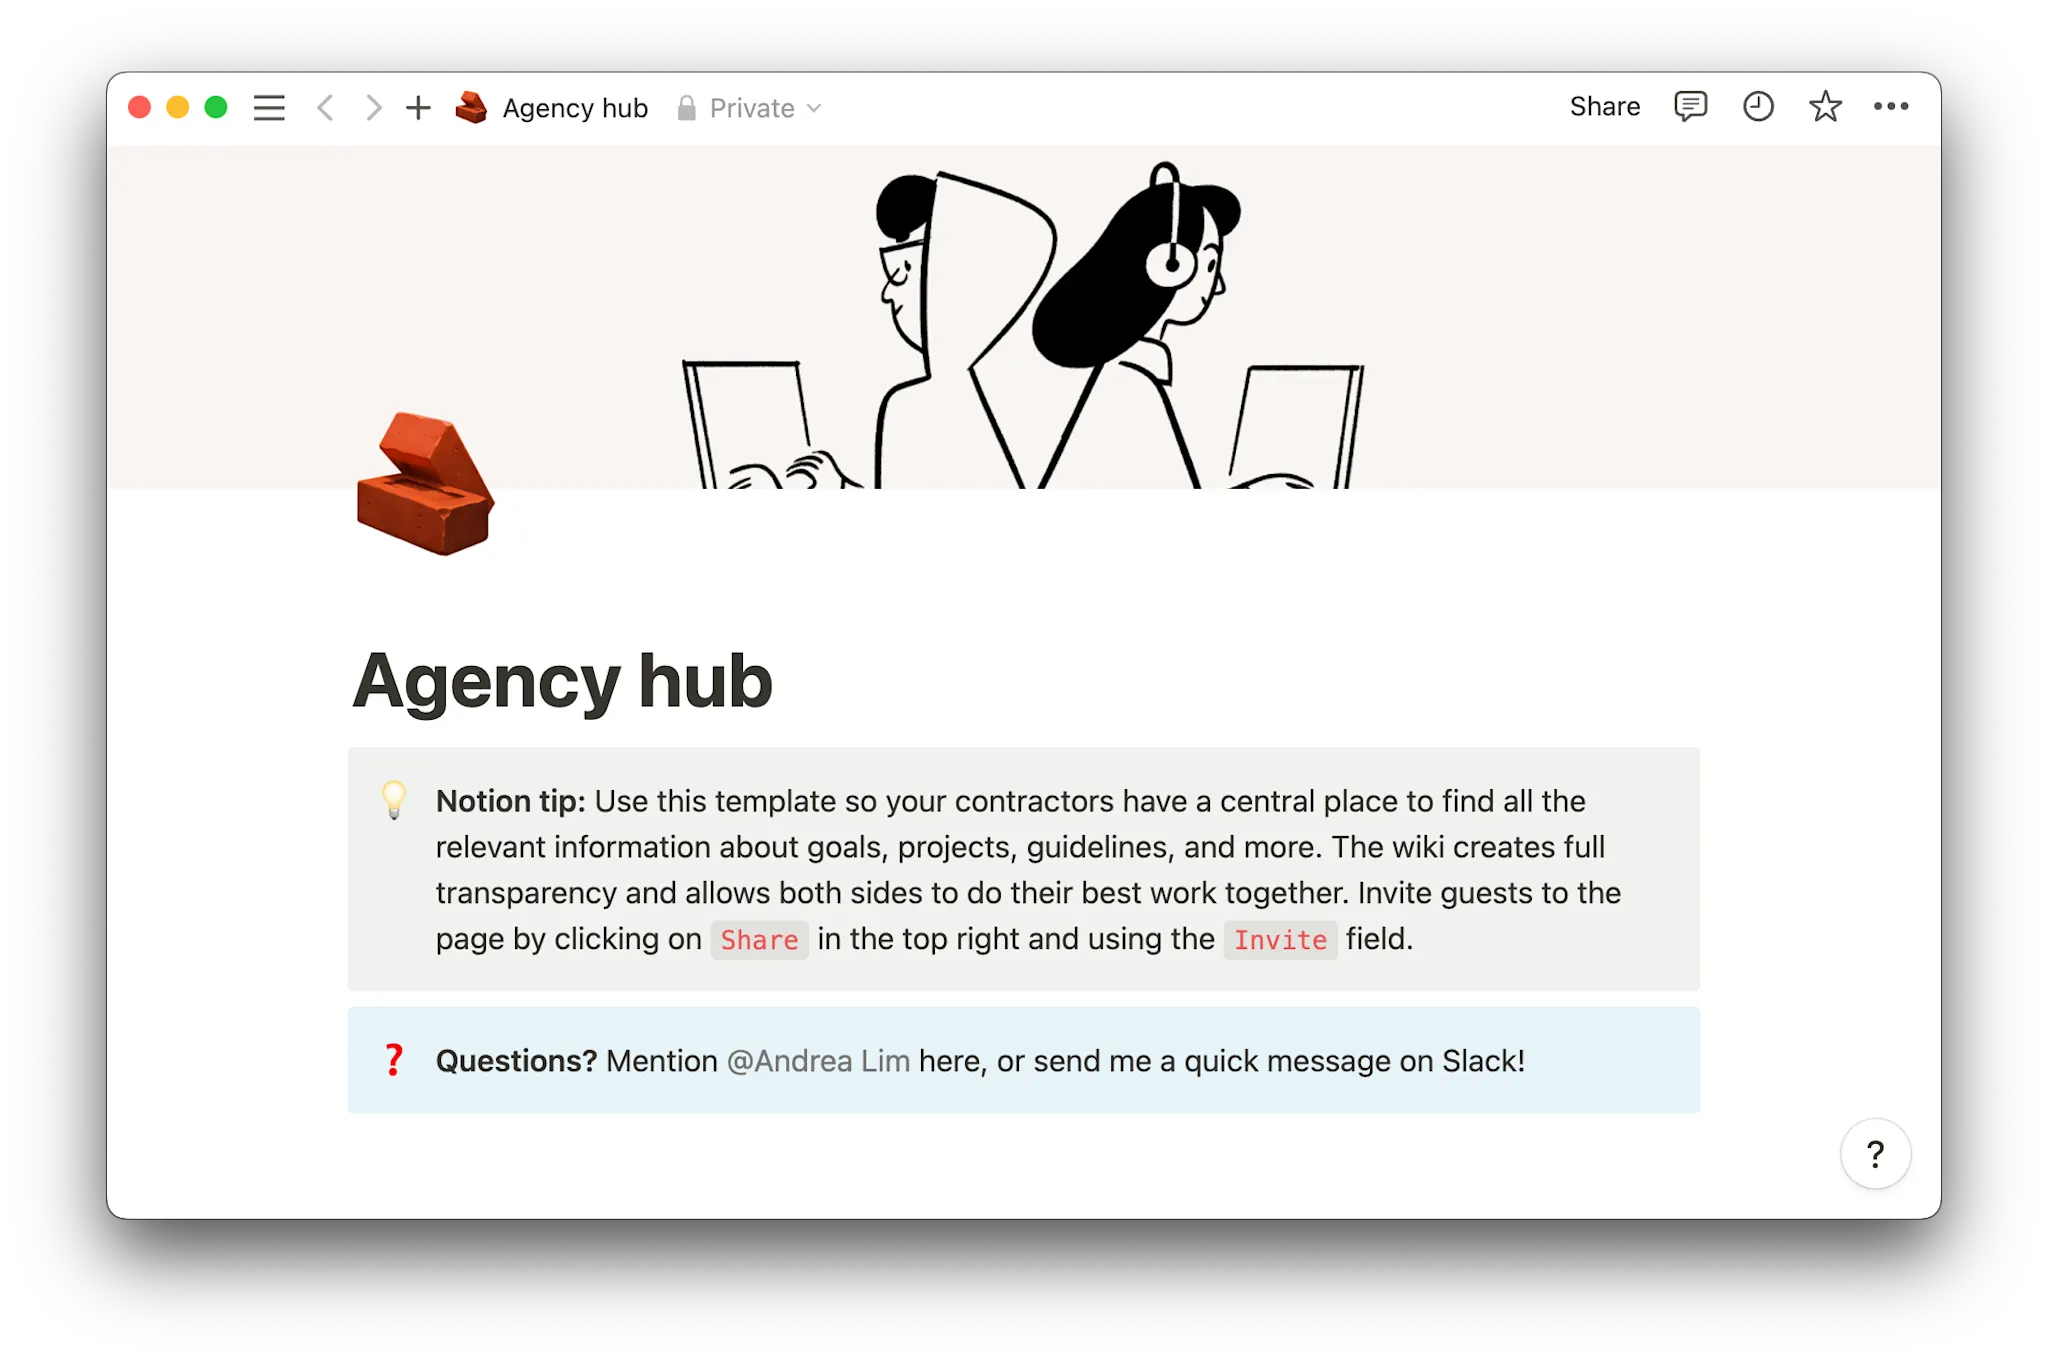 Agency hub Private Share
Agency hub
Notion tip: Use this template so your contractors have a central place to find all the
relevant information about goals, projects, guidelines, and more. The wiki creates full
transparency and allows both sides to do their best work together. Invite guests to the
page by clicking on Share in the top right and using the Invite field.
❓ Questions? Mention @Andrea Lim here, or send me a quick message on Slack!
?